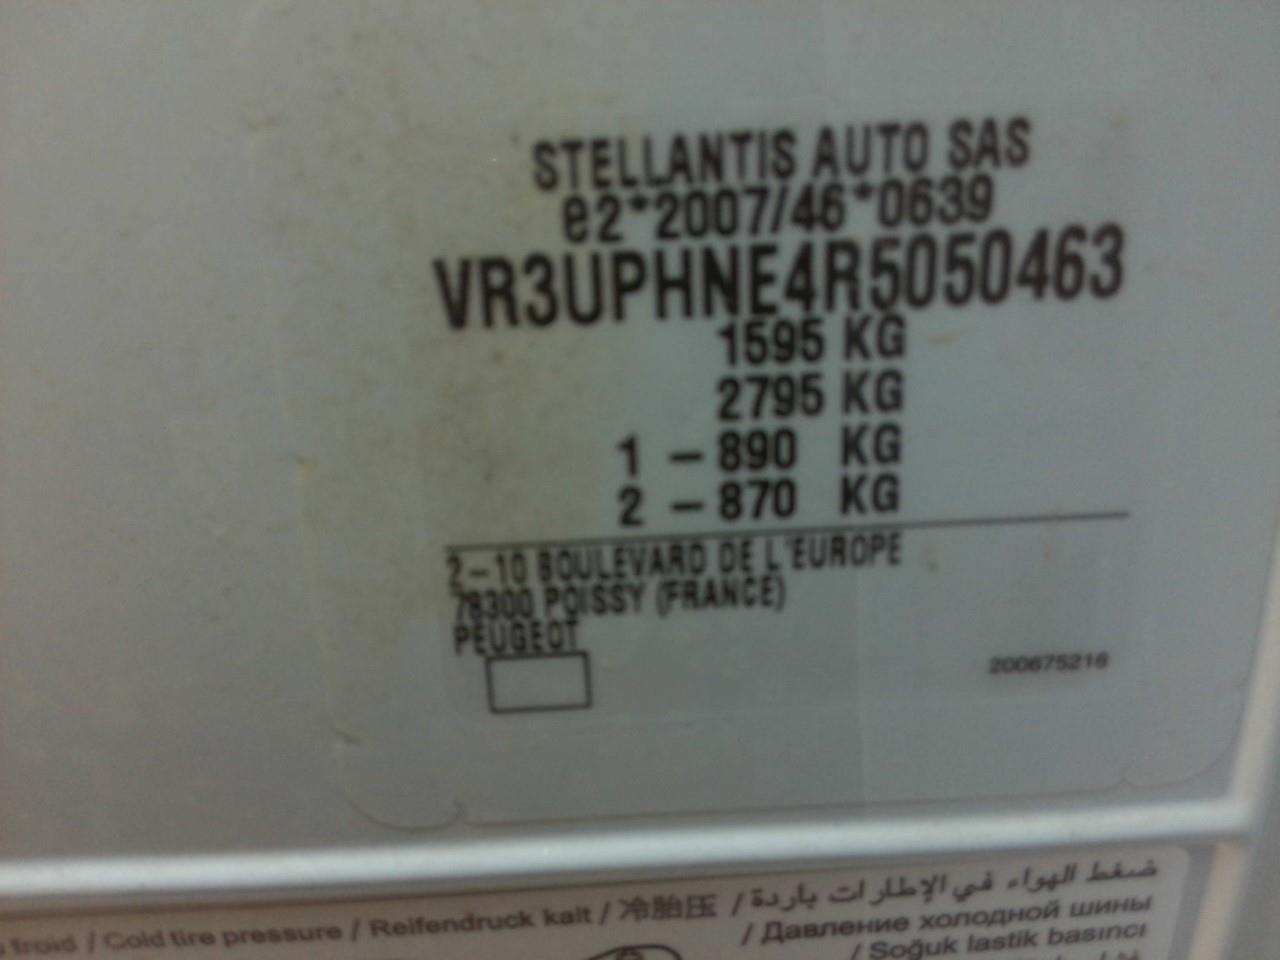 STELLANTIS AUTO SAS
e2*2007/46*0639
VR3UPHNE4R5050463
1595 KG
2795 KG
1 - 890 KG
2 - 870 KG
2-10 BOULEVARD DE L'EUROPE
78300 POISSY (FRANCE)
PEUGEOT
200675216
ضغط الهواء في الإطارات باردة
froid / Cold tire pressure / Reifendruck kalt / 冷胎压 /
/ Давление холодной шины
/ Soğuk lastik basıncı